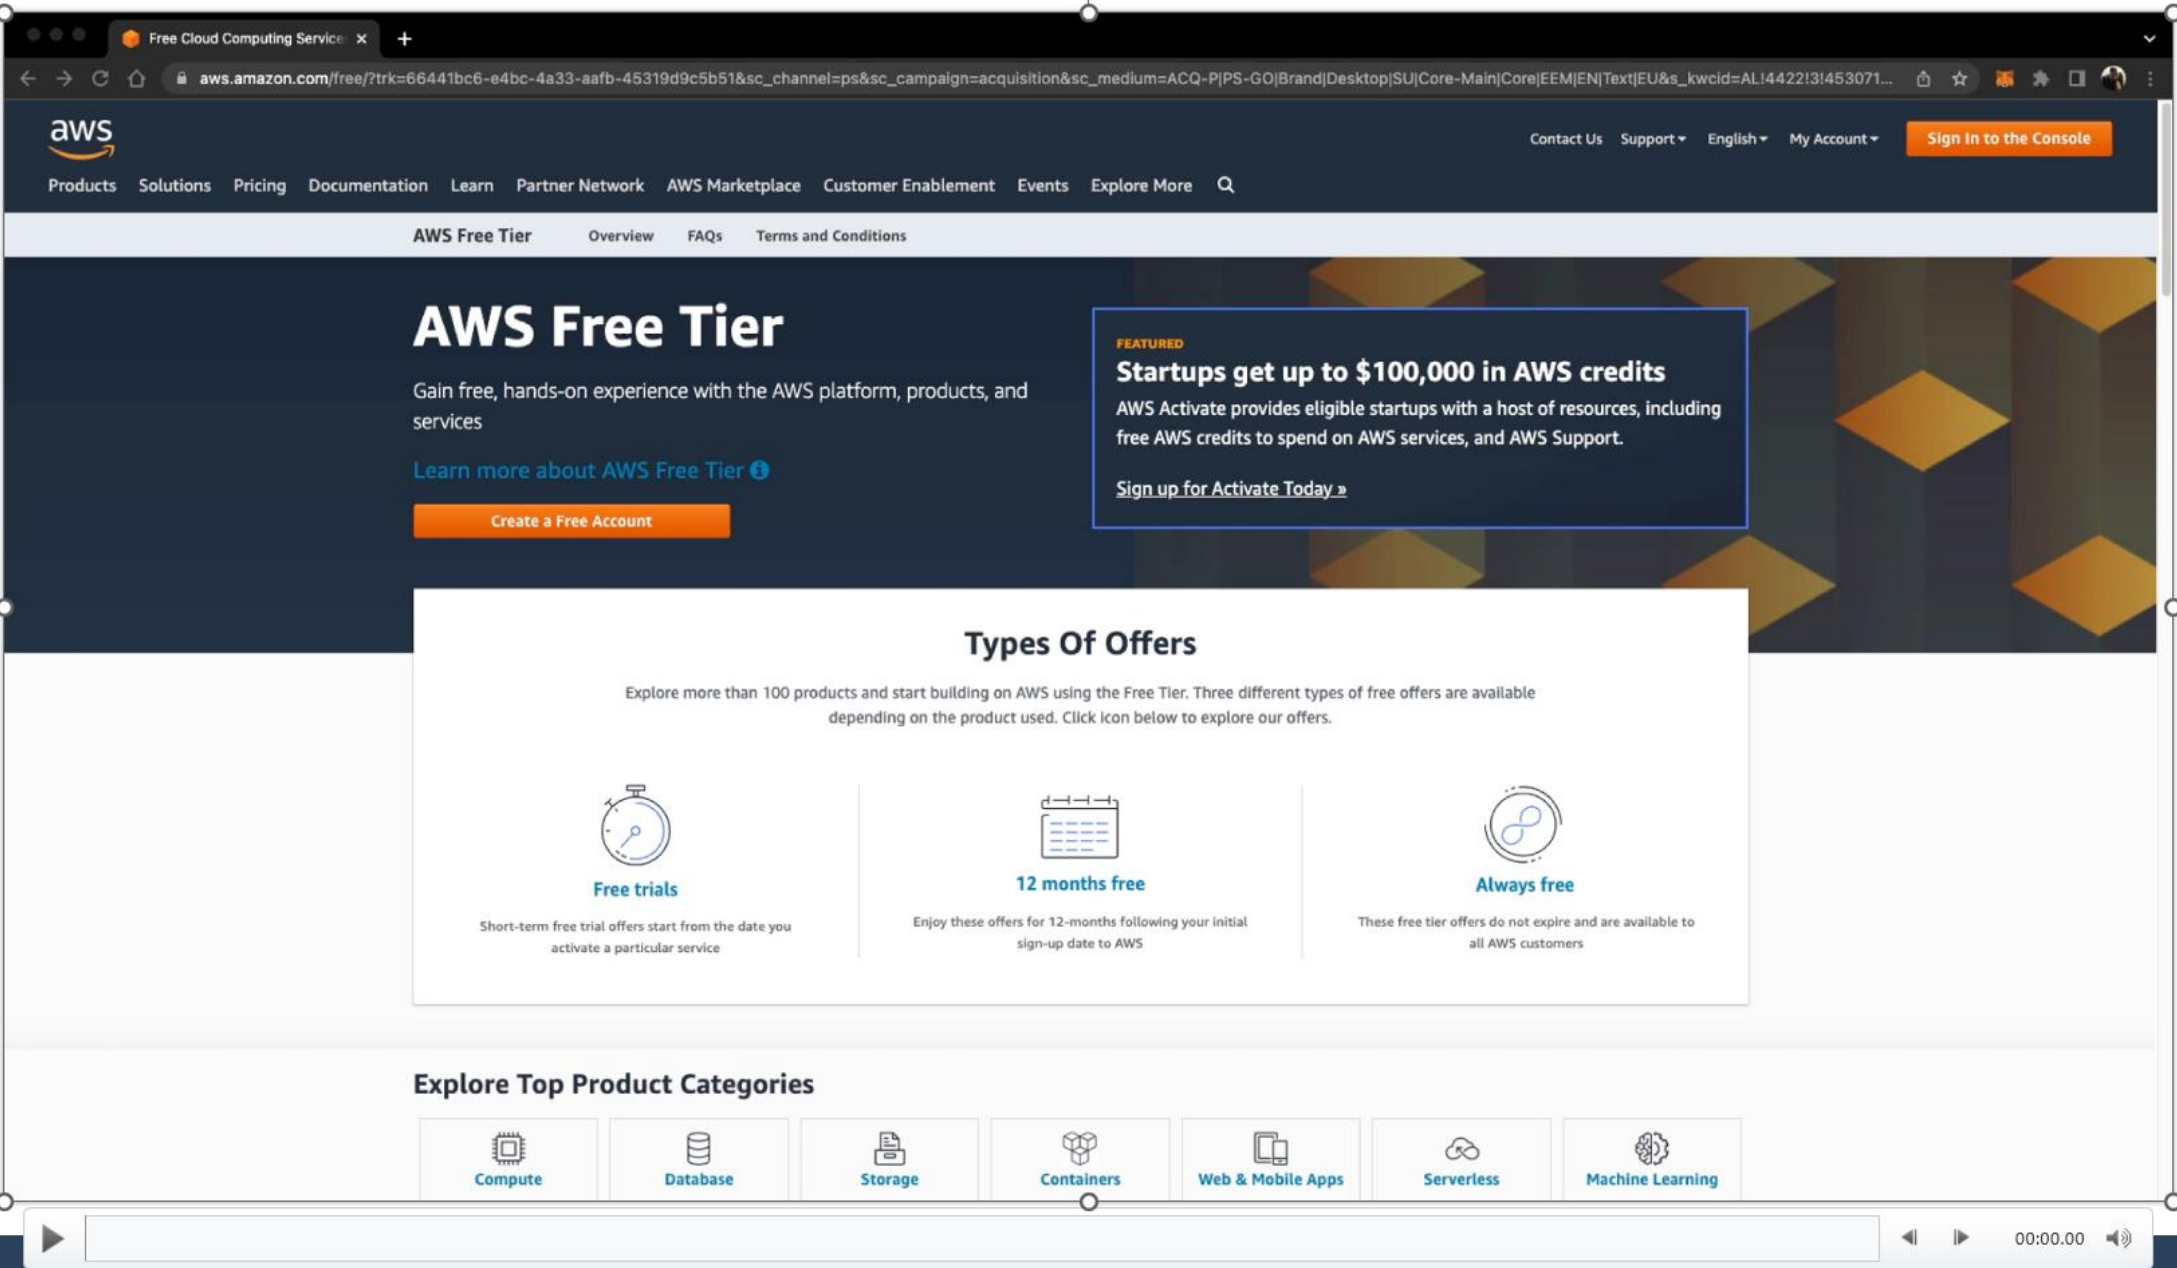 Free Cloud Computing Service
aws.amazon.com/free/?trk=66441bc6-e4bc-4a33-aafb-45319d9c5b51&sc_channel=ps&sc_campaign=acquisition&sc_medium=ACQ-P|PS-GO|Brand|Desktop|SU|Core-Main|Core|EEM|EN|Text|EU&s_kwcid=AL!4422!3!453071...
aws
Contact Us Support English My Account Sign In to the Console
Products Solutions Pricing Documentation Learn Partner Network AWS Marketplace Customer Enablement Events Explore More
AWS Free Tier Overview FAQs Terms and Conditions
AWS Free Tier
Gain free, hands-on experience with the AWS platform, products, and
services
Learn more about AWS Free Tier
Create a Free Account
FEATURED
Startups get up to $100,000 in AWS credits
AWS Activate provides eligible startups with a host of resources, including
free AWS credits to spend on AWS services, and AWS Support.
Sign up for Activate Today »
Types Of Offers
Explore more than 100 products and start building on AWS using the Free Tier. Three different types of free offers are available
depending on the product used. Click icon below to explore our offers.
Free trials
Short-term free trial offers start from the date you
activate a particular service
12 months free
Enjoy these offers for 12-months following your initial
sign-up date to AWS
Always free
These free tier offers do not expire and are available to
all AWS customers
Explore Top Product Categories
Compute Database Storage Containers Web & Mobile Apps Serverless Machine Learning
00:00.00